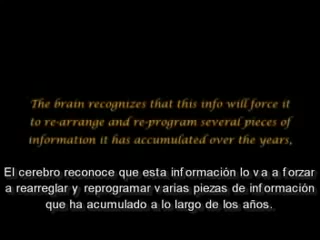 The brain recognizes that this info will force it
to re-arrange and re-program several pieces of
information it has accumulated over the years,
El cerebro reconoce que esta información lo va a forzar
a rearreglar y reprogramar varias piezas de información
que ha acumulado a lo largo de los años.